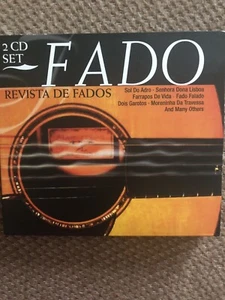 2 CD
SET
FADO
REVISTA DE FADOS
Sol Do Adro - Senhora Dona Lisboa
Farrapos De Vida - Fado Falado
Dois Garotos - Moreninha Da Travessa
And Many Others